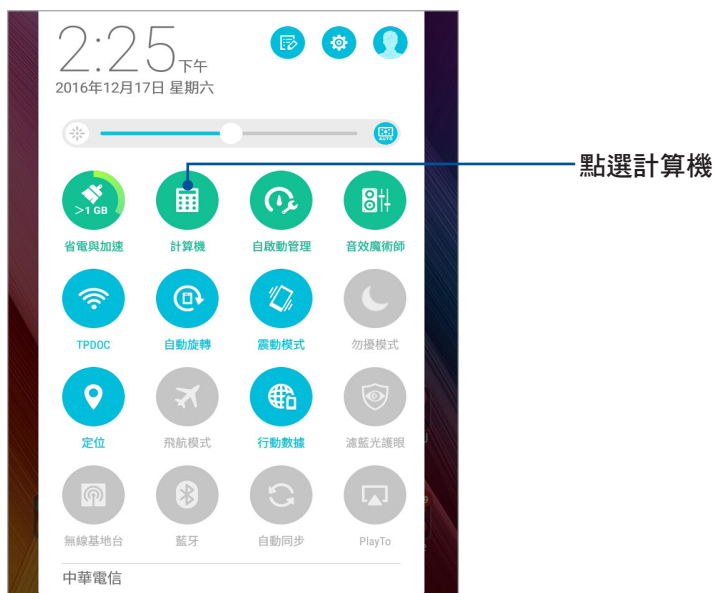 2:25下午
2016年12月17日 星期六
AUTO
點選計算機
>1 GB
省電與加速 計算機 自啟動管理 音效魔術師
TPDOC 自動旋轉 震動模式 勿擾模式
定位 飛航模式 行動數據 濾藍光護眼
無線基地台 藍牙 自動同步 PlayTo
中華電信